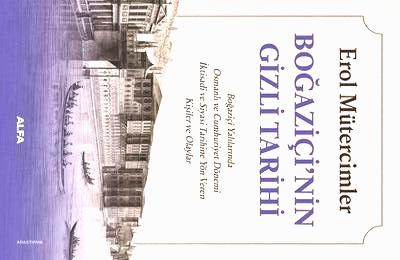 Erol Mütercimler
BOĞAZİÇİ'NİN
GİZLİ TARİHİ
Boğaziçi Yalılarında
Osmanlı ve Cumhuriyet Dönemi
İktisadi ve Siyasi Tarihine Yön Veren
Kişiler ve Olaylar
ALFA
ARAŞTIRMA